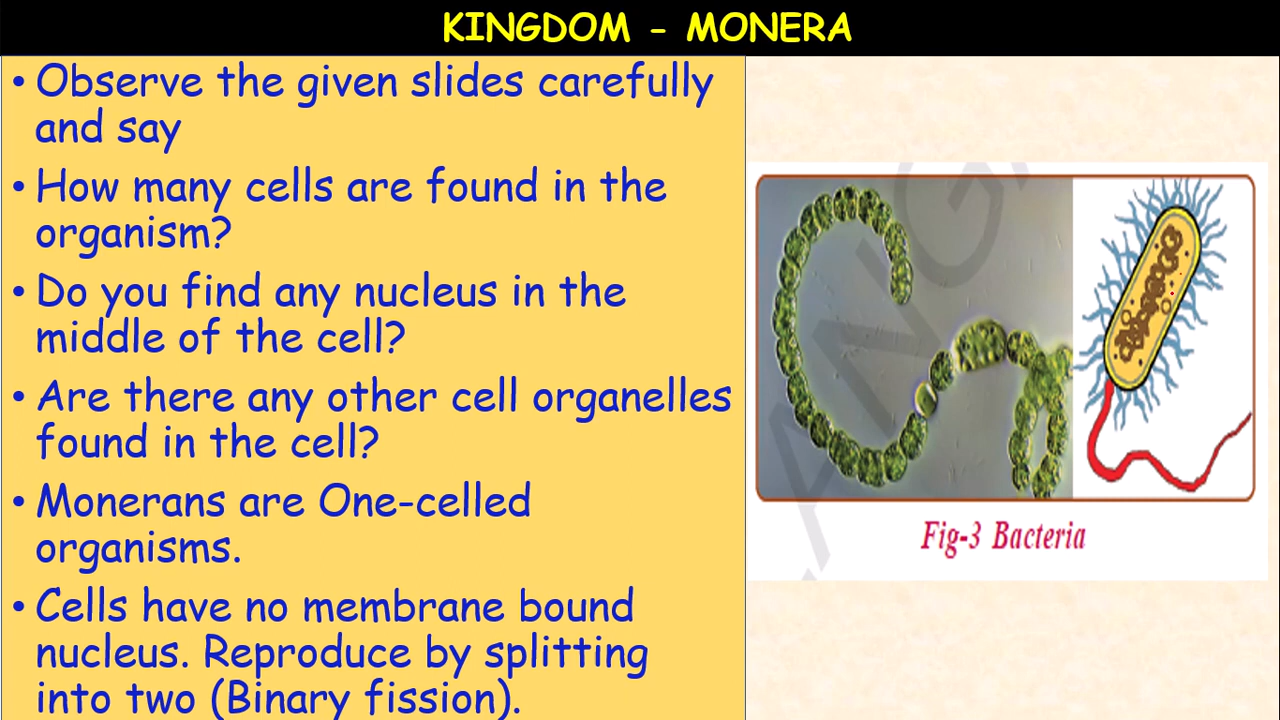 KINGDOM - MONERA
• Observe the given slides carefully
and say
• How many cells are found in the
organism?
• Do you find any nucleus in the
middle of the cell?
• Are there any other cell organelles
found in the cell?
• Monerans are One-celled
organisms.
• Cells have no membrane bound
nucleus. Reproduce by splitting
into two (Binary fission).
Fig-3 Bacteria